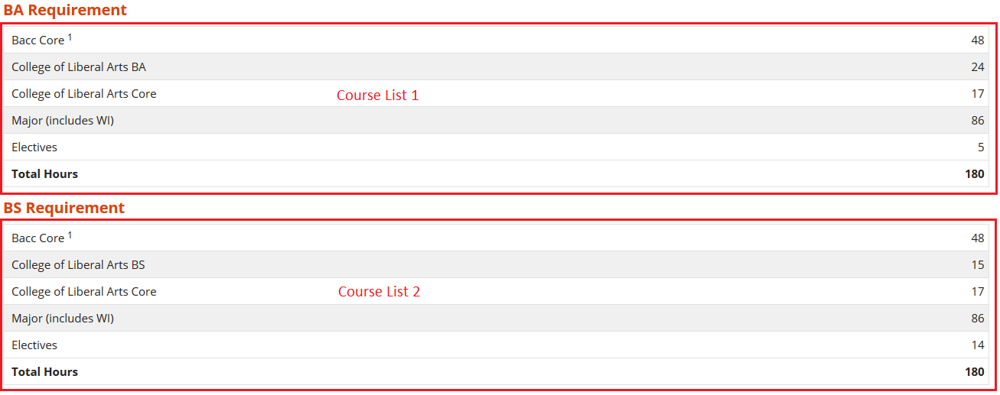 BA Requirement
Bacc Core 1 48
College of Liberal Arts BA 24
College of Liberal Arts Core 17
Course List 1
Major (includes WI) 86
Electives 5
Total Hours 180
BS Requirement
Bacc Core 1 48
College of Liberal Arts BS 15
College of Liberal Arts Core 17
Course List 2
Major (includes WI) 86
Electives 14
Total Hours 180